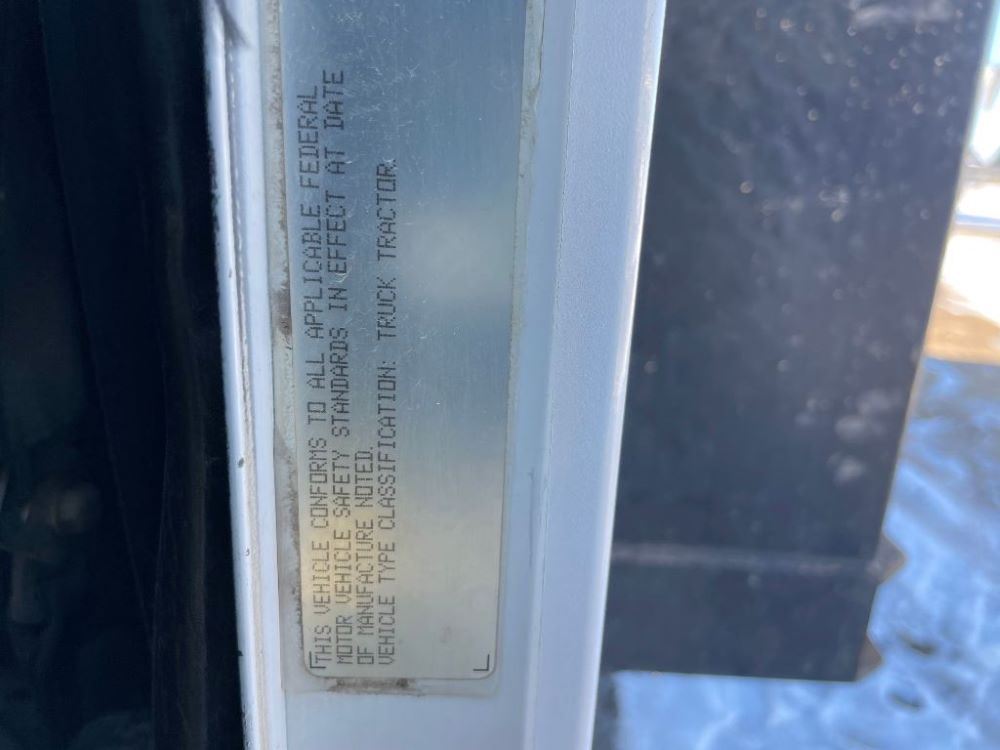 THIS VEHICLE CONFORMS TO ALL APPLICABLE FEDERAL
MOTOR VEHICLE SAFETY STANDARDS IN EFFECT AT DATE
OF MANUFACTURE NOTED.
VEHICLE TYPE CLASSIFICATION: TRUCK TRACTOR.